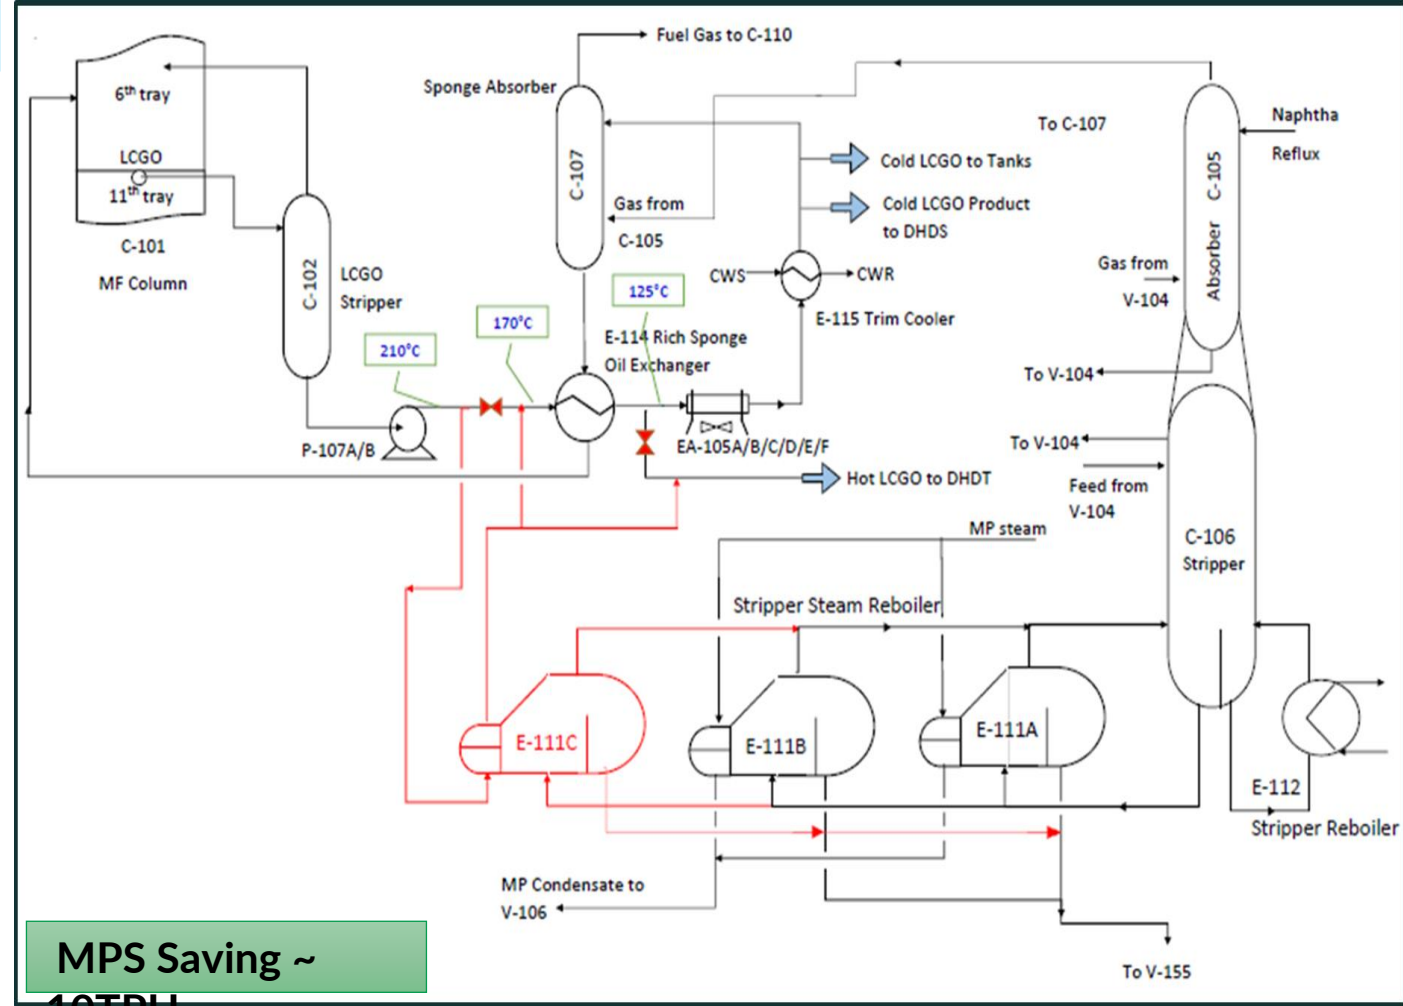 Fuel Gas to C-110
Sponge Absorber
6th tray
LCGO
11th tray
C-101
MF Column
C-102
LCGO
Stripper
C-107
Gas from
C-105
To C-107
Naphtha
Reflux
Absorber C-105
Cold LCGO to Tanks
Cold LCGO Product
to DHDS
CWS
CWR
E-115 Trim Cooler
Gas from
V-104
210°C
170°C
125°C
E-114 Rich Sponge
Oil Exchanger
P-107A/B
EA-105A/B/C/D/E/F
Hot LCGO to DHDT
To V-104
To V-104
Feed from
V-104
C-106
Stripper
MP steam
Stripper Steam Reboiler
E-111C
E-111B
E-111A
E-112
Stripper Reboiler
MP Condensate to
V-106
To V-155
MPS Saving ~